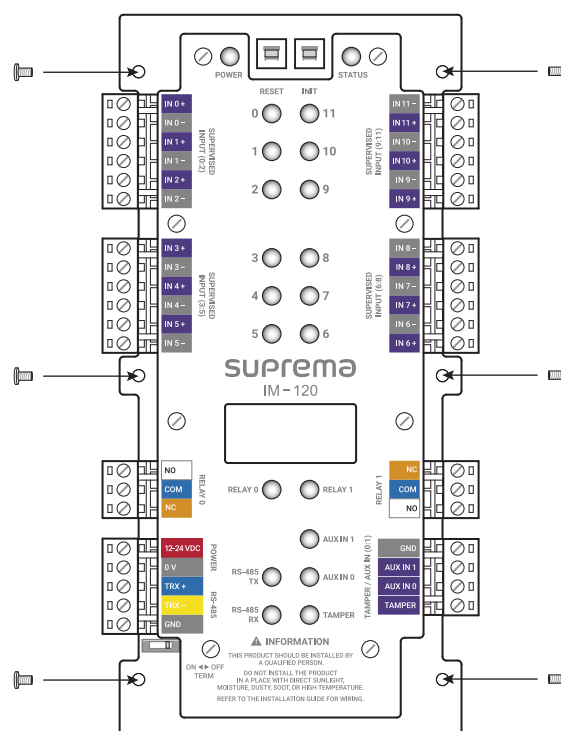 POWER
STATUS
RESET INIT
0 11
1 10
2 9
3 8
4 7
5 6
IN 0 +
IN 0 –
IN 1 +
IN 1 –
IN 2 +
IN 2 –
SUPERVISED
INPUT (0:2)
IN 3 +
IN 3 –
IN 4 +
IN 4 –
IN 5 +
IN 5 –
SUPERVISED
INPUT (3:5)
IN 11 –
IN 11 +
IN 10 –
IN 10 +
IN 9 –
IN 9 +
SUPERVISED
INPUT (9:11)
IN 8 –
IN 8 +
IN 7 –
IN 7 +
IN 6 –
IN 6 +
SUPERVISED
INPUT (6:8)
suprema
IM – 120
NO
COM
NC
RELAY 0
NC
COM
NO
RELAY 1
RELAY 0
RELAY 1
12-24 VDC
0 V
TRX +
TRX –
GND
POWER
RS-485
AUX IN 1
RS-485
TX
AUX IN 0
RS-485
RX
TAMPER
GND
AUX IN 1
AUX IN 0
TAMPER
TAMPER / AUX IN (0:1)
ON ◄► OFF
TERM
INFORMATION
THIS PRODUCT SHOULD BE INSTALLED BY
A QUALIFIED PERSON.
DO NOT INSTALL THE PRODUCT
IN A PLACE WITH DIRECT SUNLIGHT,
MOISTURE, DUSTY, SOOT, OR HIGH TEMPERATURE.
REFER TO THE INSTALLATION GUIDE FOR WIRING.